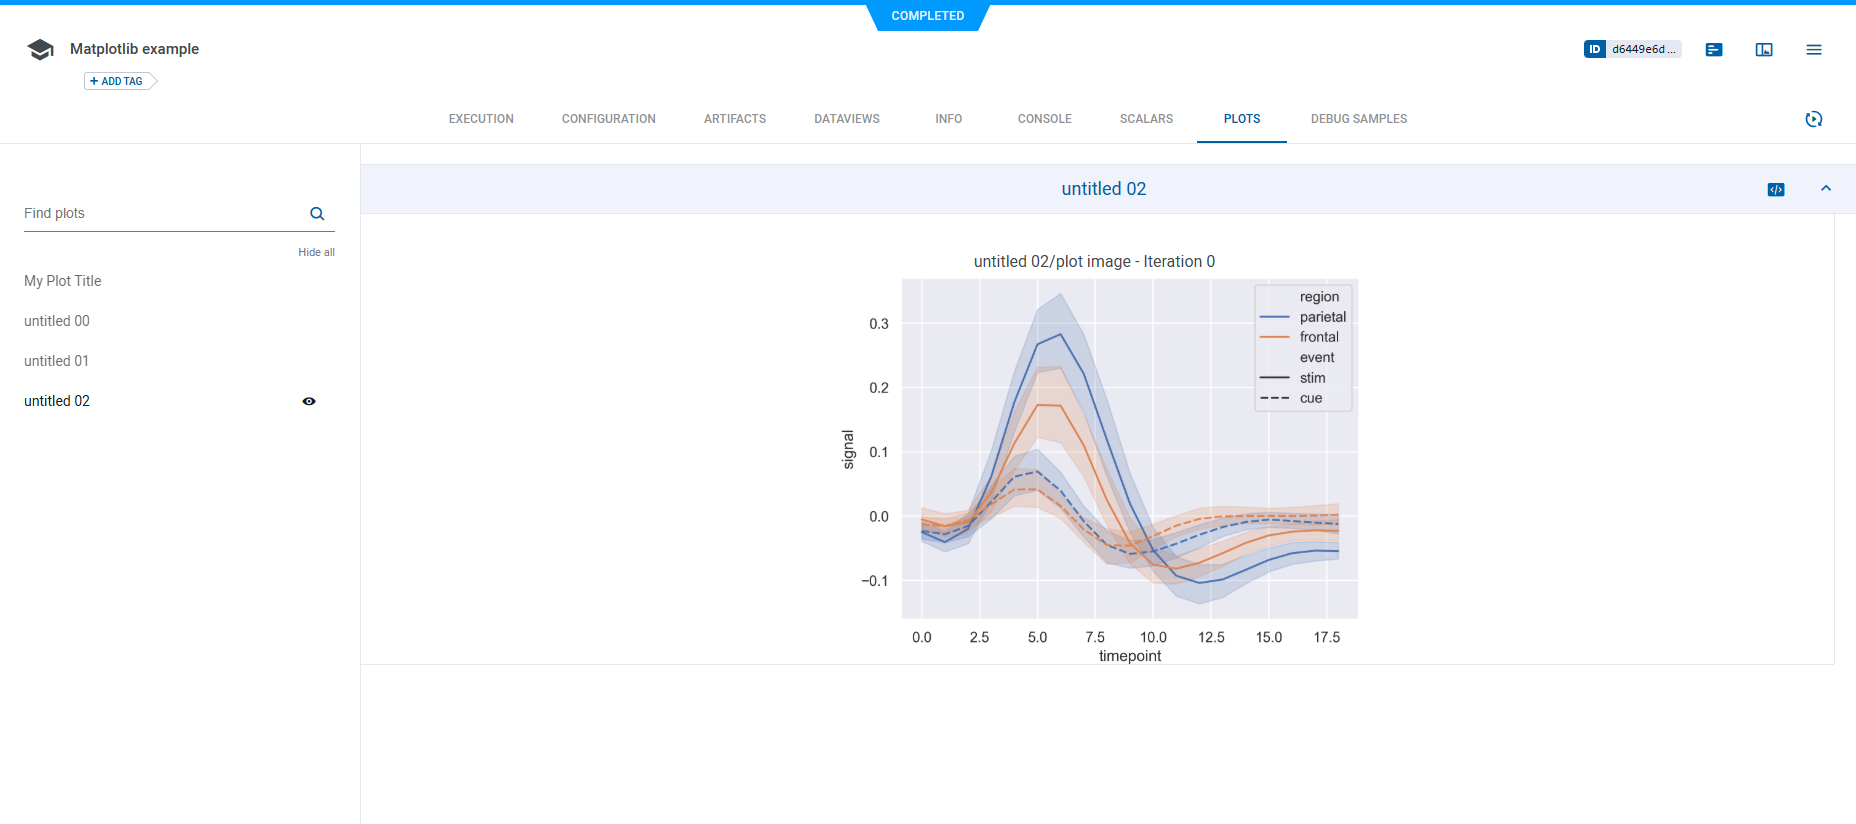 COMPLETED
Matplotlib example
ID d6449e6d ...
+ ADD TAG
EXECUTION CONFIGURATION ARTIFACTS DATAVIEWS INFO CONSOLE SCALARS PLOTS DEBUG SAMPLES
Find plots
Hide all
My Plot Title
untitled 00
untitled 01
untitled 02
untitled 02
untitled 02/plot image - Iteration 0
region
parietal
frontal
event
stim
cue
signal
0.3
0.2
0.1
0.0
−0.1
0.0 2.5 5.0 7.5 10.0 12.5 15.0 17.5
timepoint